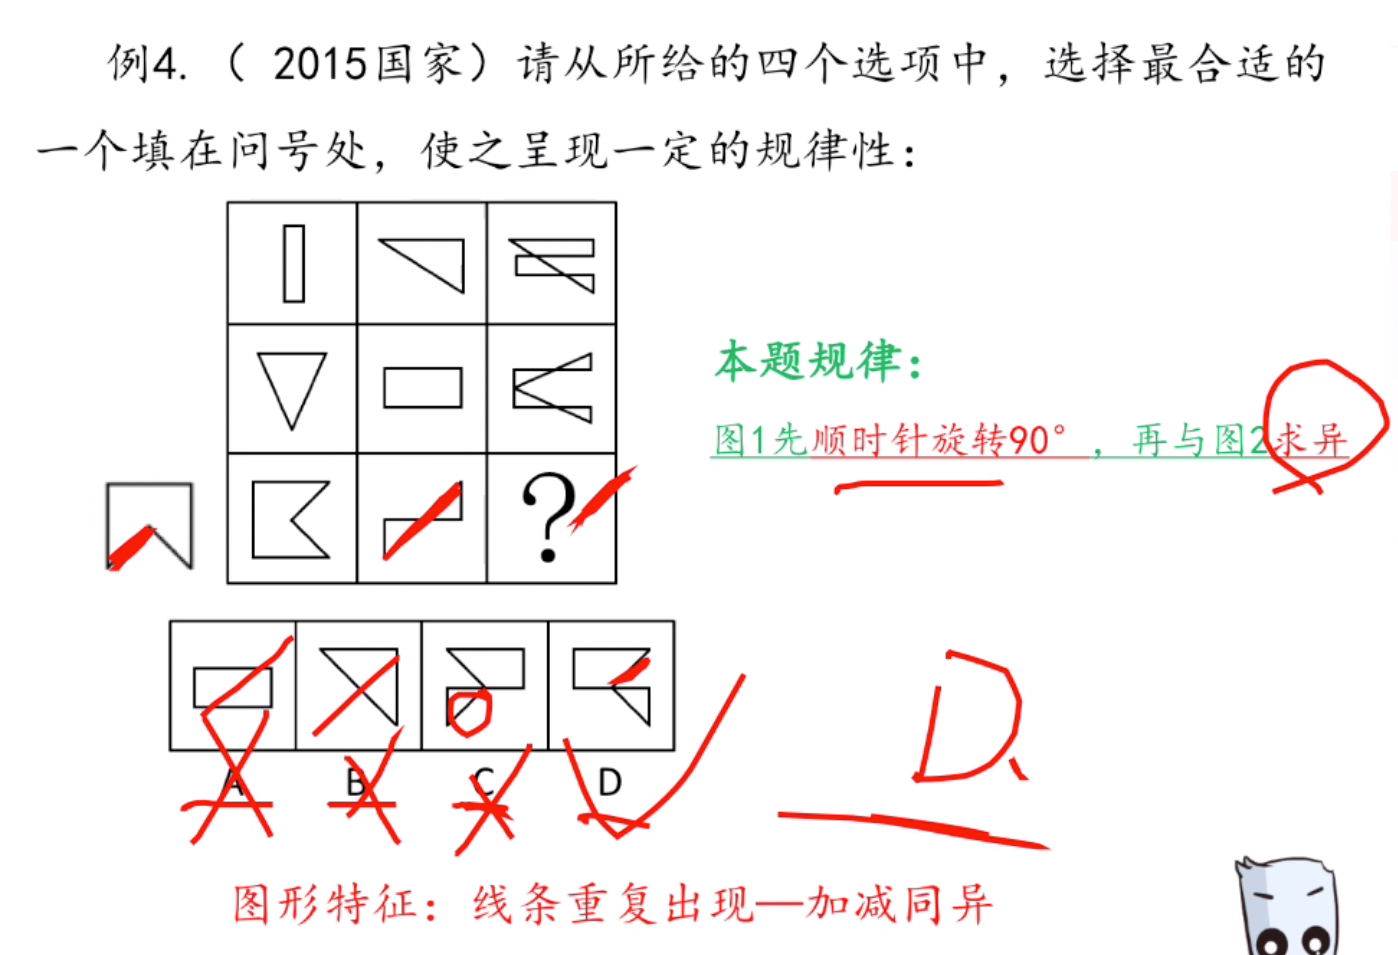 例4.（ 2015国家）请从所给的四个选项中，选择最合适的
一个填在问号处，使之呈现一定的规律性：
本题规律：
图1先顺时针旋转90°，再与图2求异
?
A B C D
D
图形特征：线条重复出现—加减同异